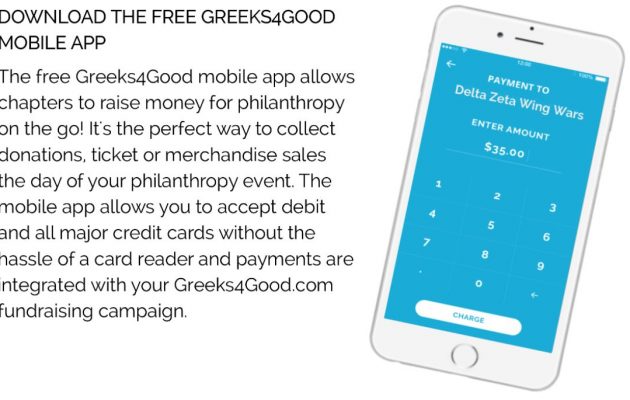 DOWNLOAD THE FREE GREEKS4GOOD
MOBILE APP
The free Greeks4Good mobile app allows
chapters to raise money for philanthropy
on the go! It's the perfect way to collect
donations, ticket or merchandise sales
the day of your philanthropy event. The
mobile app allows you to accept debit
and all major credit cards without the
hassle of a card reader and payments are
integrated with your Greeks4Good.com
fundraising campaign.
12:00
100%
←
PAYMENT TO
Delta Zeta Wing Wars
ENTER AMOUNT
$35.00
1 2 3
4 5 6
7 8 9
. 0 ←
CHARGE